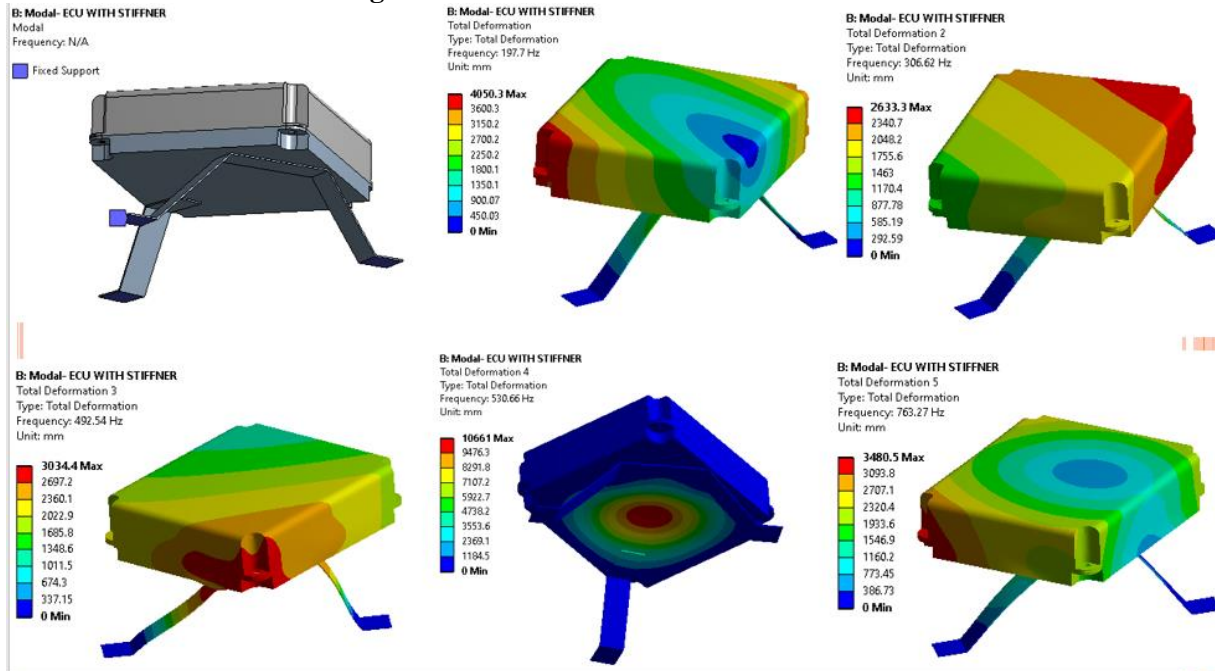 B: Modal- ECU WITH STIFFNER
Modal
Frequency: N/A
Fixed Support
B: Modal- ECU WITH STIFFNER
Total Deformation
Type: Total Deformation
Frequency: 197.7 Hz
Unit: mm
4050.3 Max
3600.3
3150.2
2700.2
2250.2
1800.1
1350.1
900.07
450.03
0 Min
B: Modal- ECU WITH STIFFNER
Total Deformation 2
Type: Total Deformation
Frequency: 306.62 Hz
Unit: mm
2633.3 Max
2340.7
2048.2
1755.6
1463
1170.4
877.78
585.19
292.59
0 Min
B: Modal- ECU WITH STIFFNER
Total Deformation 3
Type: Total Deformation
Frequency: 492.54 Hz
Unit: mm
3034.4 Max
2697.2
2360.1
2022.9
1685.8
1348.6
1011.5
674.3
337.15
0 Min
B: Modal- ECU WITH STIFFNER
Total Deformation 4
Type: Total Deformation
Frequency: 530.66 Hz
Unit: mm
10661 Max
9476.3
8291.8
7107.2
5922.7
4738.2
3553.6
2369.1
1184.5
0 Min
B: Modal- ECU WITH STIFFNER
Total Deformation 5
Type: Total Deformation
Frequency: 763.27 Hz
Unit: mm
3480.5 Max
3093.8
2707.1
2320.4
1933.6
1546.9
1160.2
773.45
386.73
0 Min